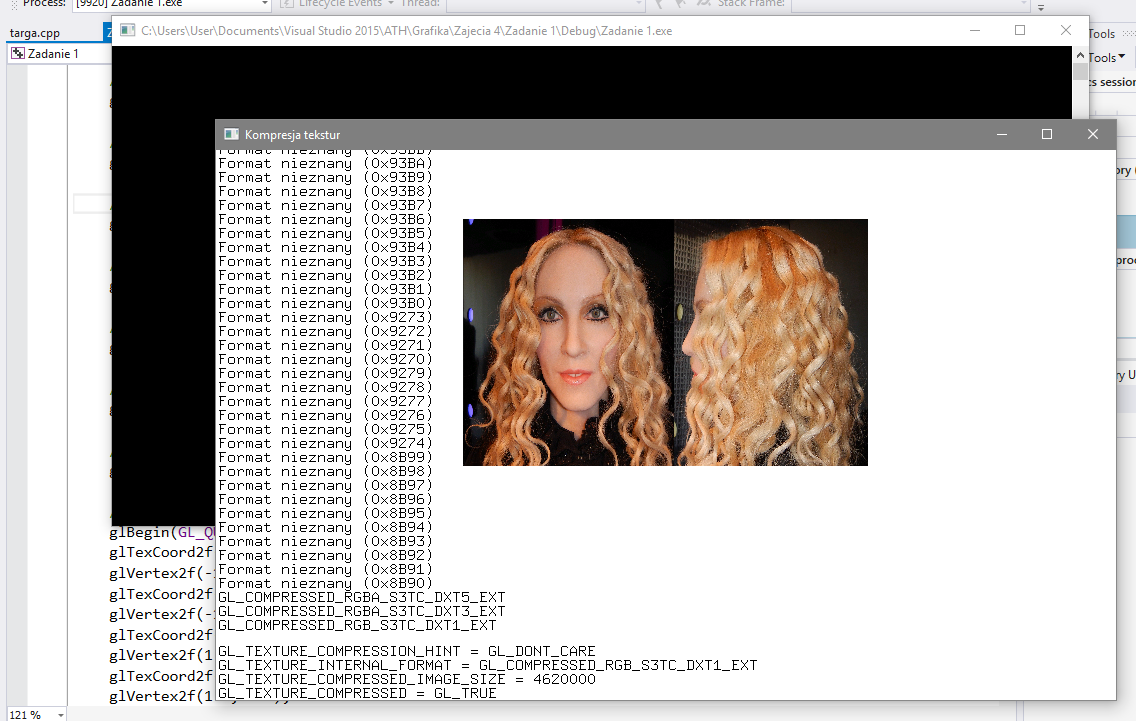 Process: [9920] Zadanie 1.exe Lifecycle Events Thread: Stack Frame:
targa.cpp
Zadanie 1
C:\Users\User\Documents\Visual Studio 2015\ATH\Grafika\Zajecia 4\Zadanie 1\Debug\Zadanie 1.exe
Tools
Tools
Kompresja tekstur
Format nieznany (0x93BB)
Format nieznany (0x93BA)
Format nieznany (0x93B9)
Format nieznany (0x93B8)
Format nieznany (0x93B7)
Format nieznany (0x93B6)
Format nieznany (0x93B5)
Format nieznany (0x93B4)
Format nieznany (0x93B3)
Format nieznany (0x93B2)
Format nieznany (0x93B1)
Format nieznany (0x93B0)
Format nieznany (0x9273)
Format nieznany (0x9272)
Format nieznany (0x9271)
Format nieznany (0x9270)
Format nieznany (0x9279)
Format nieznany (0x9278)
Format nieznany (0x9277)
Format nieznany (0x9276)
Format nieznany (0x9275)
Format nieznany (0x9274)
Format nieznany (0x8B99)
Format nieznany (0x8B98)
Format nieznany (0x8B97)
Format nieznany (0x8B96)
Format nieznany (0x8B95)
Format nieznany (0x8B94)
Format nieznany (0x8B93)
Format nieznany (0x8B92)
Format nieznany (0x8B91)
Format nieznany (0x8B90)
GL_COMPRESSED_RGBA_S3TC_DXT5_EXT
GL_COMPRESSED_RGBA_S3TC_DXT3_EXT
GL_COMPRESSED_RGB_S3TC_DXT1_EXT
GL_TEXTURE_COMPRESSION_HINT = GL_DONT_CARE
GL_TEXTURE_INTERNAL_FORMAT = GL_COMPRESSED_RGB_S3TC_DXT1_EXT
GL_TEXTURE_COMPRESSED_IMAGE_SIZE = 4620000
GL_TEXTURE_COMPRESSED = GL_TRUE
glBegin(GL_QU
glTexCoord2f
glVertex2f(-
glTexCoord2f
glVertex2f(-
glTexCoord2f
glVertex2f(1
glTexCoord2f
glVertex2f(1
121 %